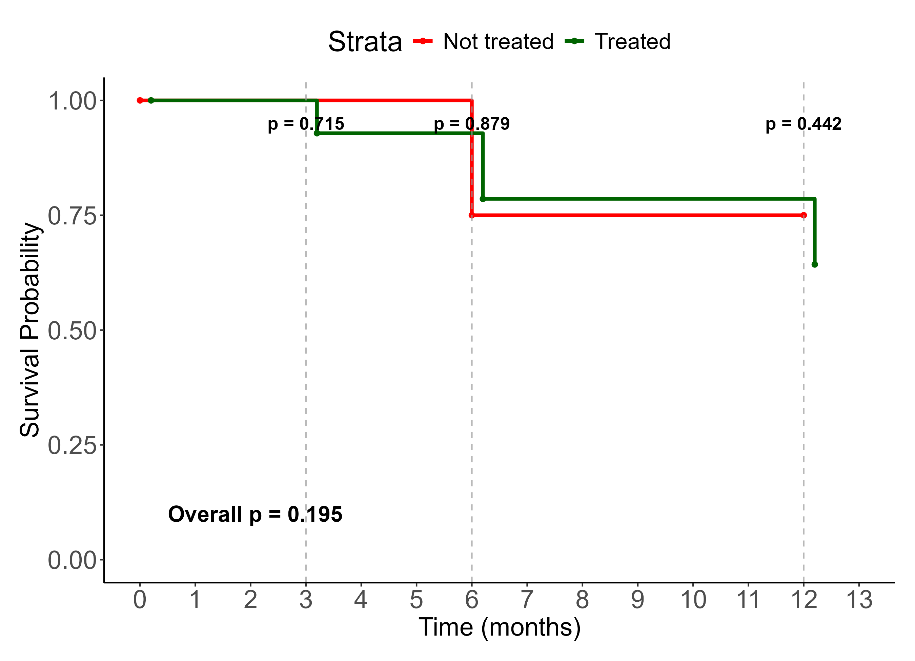 Strata Not treated Treated
1.00
p = 0.715 p = 0.879 p = 0.442
0.75
0.50
0.25
Overall p = 0.195
0.00
Survival Probability
0 1 2 3 4 5 6 7 8 9 10 11 12 13
Time (months)